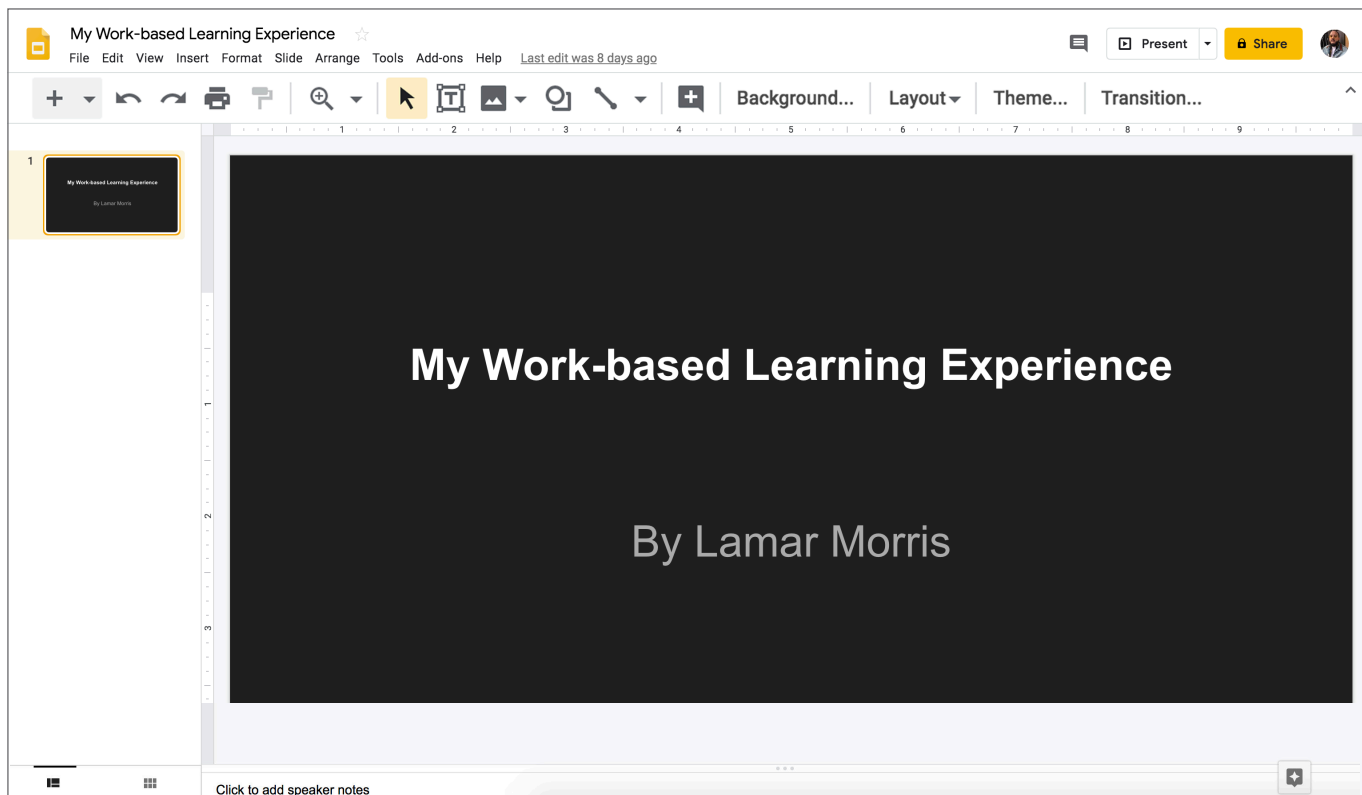 My Work-based Learning Experience
File Edit View Insert Format Slide Arrange Tools Add-ons Help Last edit was 8 days ago
Present
Share
Background... Layout Theme... Transition...
1 2 3 4 5 6 7 8 9
1
My Work-based Learning Experience
By Lamar Morris
1
2
3
My Work-based Learning Experience
By Lamar Morris
Click to add speaker notes